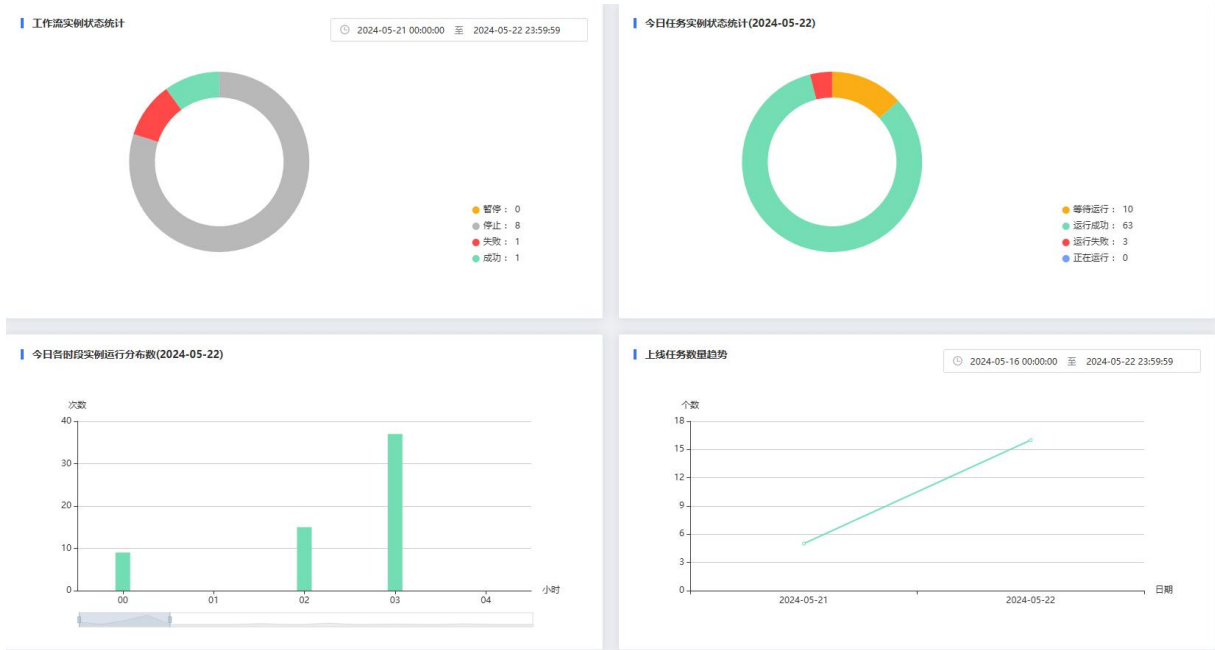 工作流实例状态统计
2024-05-21 00:00:00 至 2024-05-22 23:59:59
暂停： 0
停止： 8
失败： 1
成功： 1
今日任务实例状态统计(2024-05-22)
等待运行： 10
运行成功： 63
运行失败： 3
正在运行： 0
今日各时段实例运行分布数(2024-05-22)
次数
40
30
20
10
0
00 01 02 03 04
小时
上线任务数量趋势
2024-05-16 00:00:00 至 2024-05-22 23:59:59
个数
18
15
12
9
6
3
0
2024-05-21 2024-05-22
日期